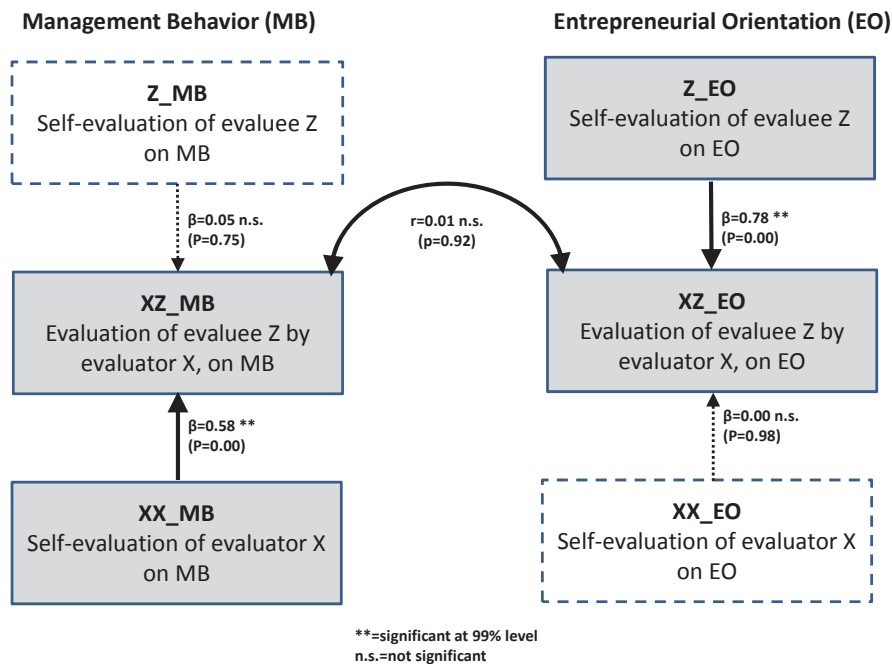 Management Behavior (MB)
Entrepreneurial Orientation (EO)
Z_MB
Self-evaluation of evaluee Z
on MB
Z_EO
Self-evaluation of evaluee Z
on EO
β=0.05 n.s.
(P=0.75)
r=0.01 n.s.
(p=0.92)
β=0.78 **
(P=0.00)
XZ_MB
Evaluation of evaluee Z by
evaluator X, on MB
XZ_EO
Evaluation of evaluee Z by
evaluator X, on EO
β=0.58 **
(P=0.00)
β=0.00 n.s.
(P=0.98)
XX_MB
Self-evaluation of evaluator X
on MB
XX_EO
Self-evaluation of evaluator X
on EO
**=significant at 99% level
n.s.=not significant